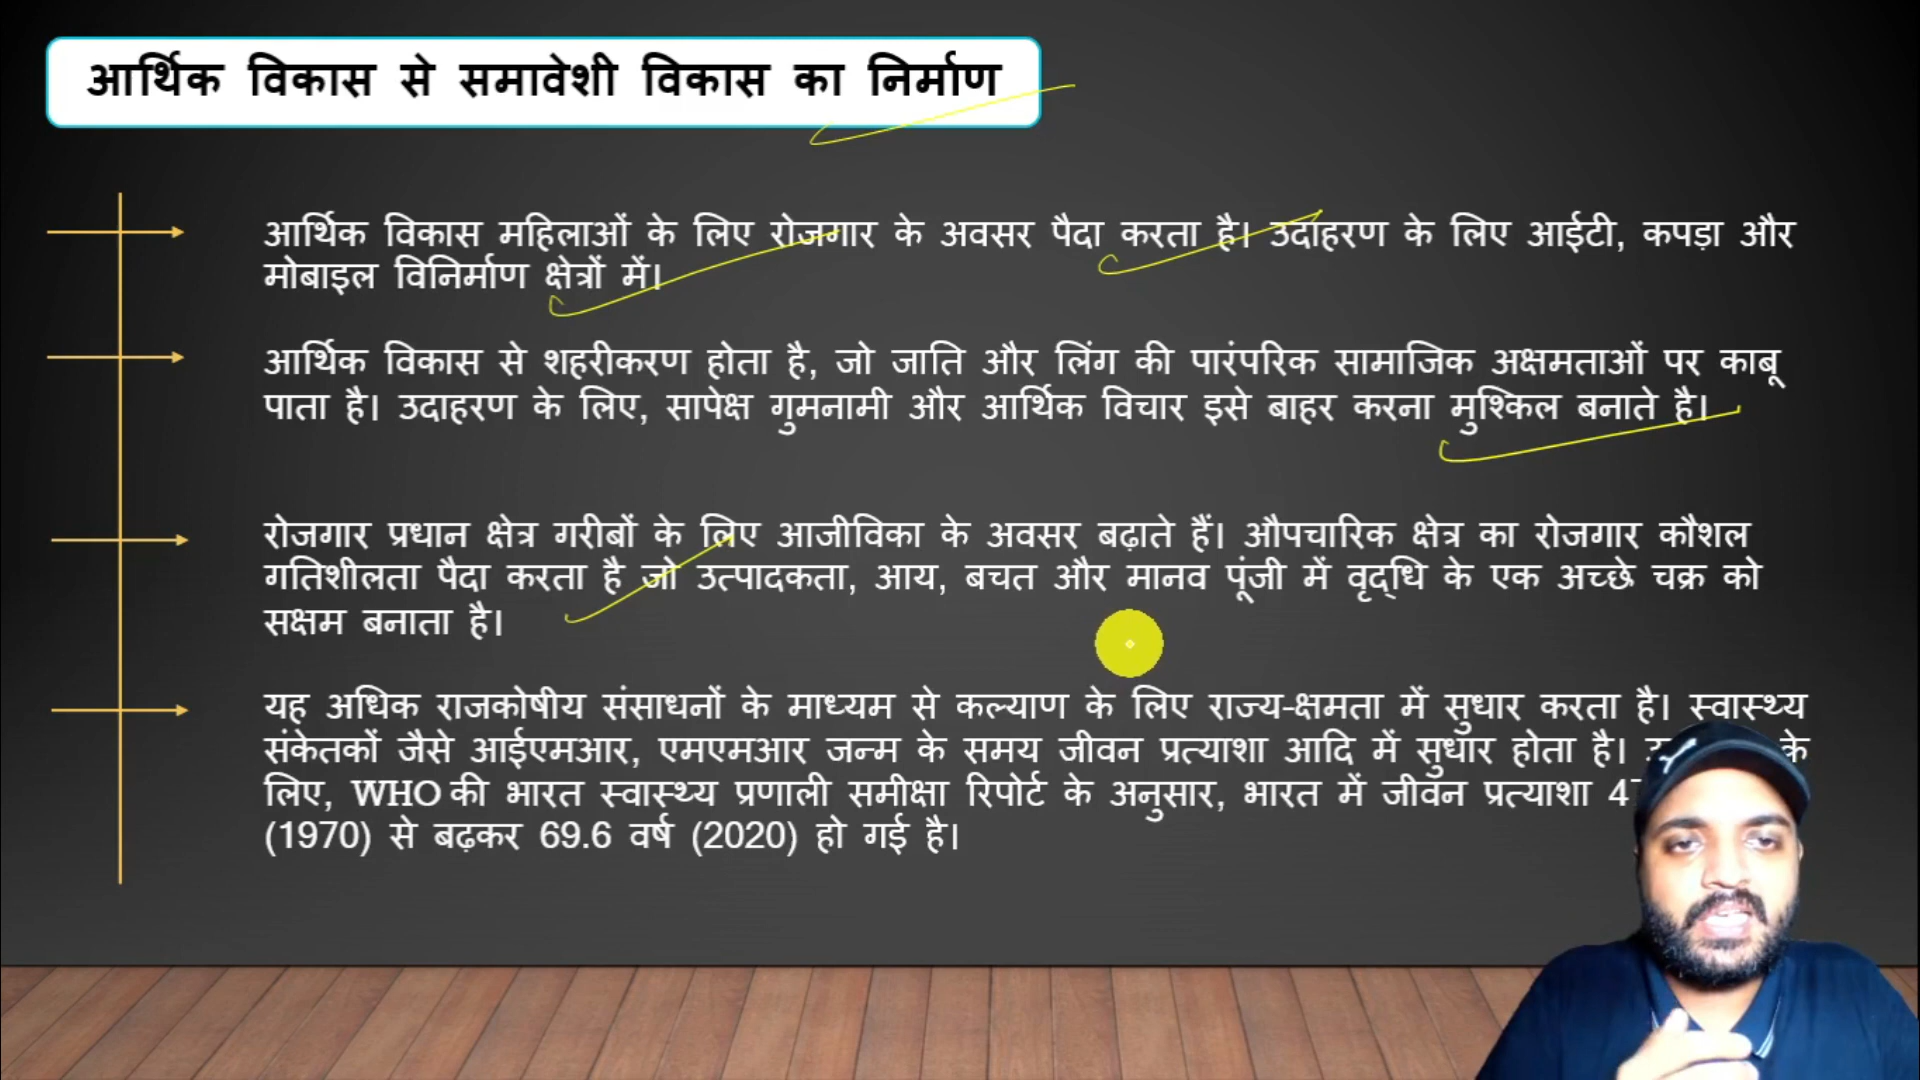 आर्थिक विकास से समावेशी विकास का निर्माण
आर्थिक विकास महिलाओं के लिए रोजगार के अवसर पैदा करता है। उदाहरण के लिए आईटी, कपड़ा और
मोबाइल विनिर्माण क्षेत्रों में।
आर्थिक विकास से शहरीकरण होता है, जो जाति और लिंग की पारंपरिक सामाजिक अक्षमताओं पर काबू
पाता है। उदाहरण के लिए, सापेक्ष गुमनामी और आर्थिक विचार इसे बाहर करना मुश्किल बनाते है।
रोजगार प्रधान क्षेत्र गरीबों के लिए आजीविका के अवसर बढ़ाते हैं। औपचारिक क्षेत्र का रोजगार कौशल
गतिशीलता पैदा करता है जो उत्पादकता, आय, बचत और मानव पूंजी में वृद्धि के एक अच्छे चक्र को
सक्षम बनाता है।
यह अधिक राजकोषीय संसाधनों के माध्यम से कल्याण के लिए राज्य-क्षमता में सुधार करता है। स्वास्थ्य
संकेतकों जैसे आईएमआर, एमएमआर जन्म के समय जीवन प्रत्याशा आदि में सुधार होता है। के
लिए, WHO की भारत स्वास्थ्य प्रणाली समीक्षा रिपोर्ट के अनुसार, भारत में जीवन प्रत्याशा
(1970) से बढ़कर 69.6 वर्ष (2020) हो गई है।